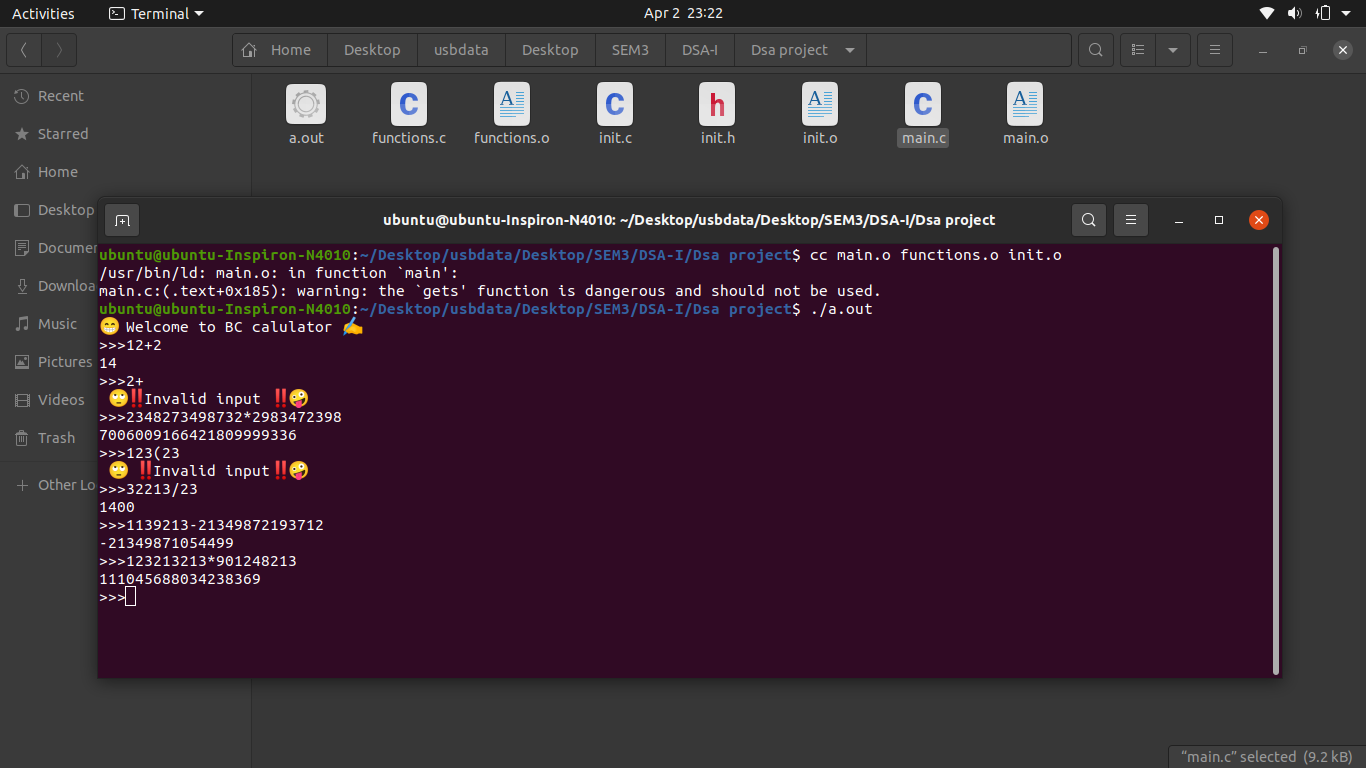 Activities Terminal Apr 2 23:22
Home Desktop usbdata Desktop SEM3 DSA-I Dsa project
Recent
Starred
Home
Desktop
Documen
Downloa
Music
Pictures
Videos
Trash
Other Lo
a.out functions.c functions.o init.c init.h init.o main.c main.o
ubuntu@ubuntu-Inspiron-N4010: ~/Desktop/usbdata/Desktop/SEM3/DSA-I/Dsa project
ubuntu@ubuntu-Inspiron-N4010:~/Desktop/usbdata/Desktop/SEM3/DSA-I/Dsa project$ cc main.o functions.o init.o
/usr/bin/ld: main.o: in function `main':
main.c:(.text+0x185): warning: the `gets' function is dangerous and should not be used.
ubuntu@ubuntu-Inspiron-N4010:~/Desktop/usbdata/Desktop/SEM3/DSA-I/Dsa project$ ./a.out
😁 Welcome to BC calulator ✍
>>>12+2
14
>>>2+
🙄‼Invalid input ‼🤪
>>>2348273498732*2983472398
7006009166421809999336
>>>123(23
🙄 ‼Invalid input‼🤪
>>>32213/23
1400
>>>1139213-21349872193712
-21349871054499
>>>123213213*901248213
111045688034238369
>>>
"main.c" selected (9.2 kB)